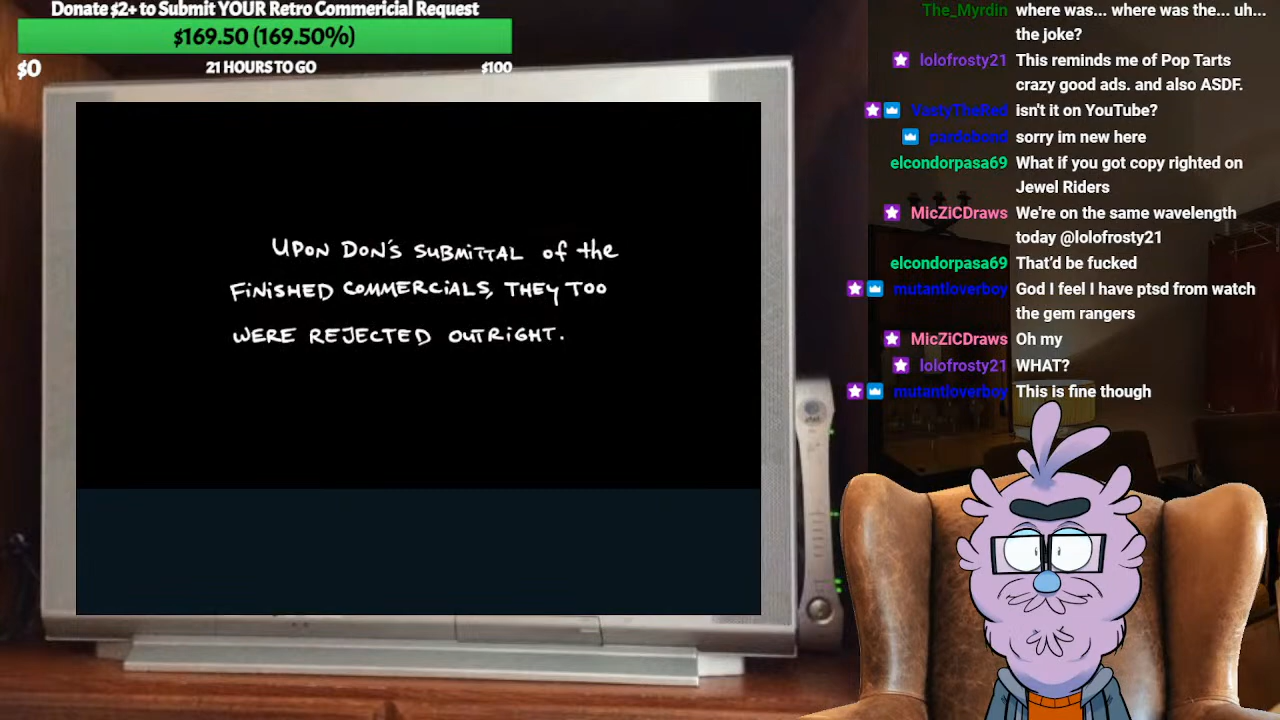 Donate $2+ to Submit YOUR Retro Commericial Request
$169.50 (169.50%)
$0
21 HOURS TO GO
$100
UPON DON'S SUBMITTAL of the
FINISHED COMMERCIALS, THEY TOO
WERE REJECTED OUTRIGHT.
The_Myrdin where was... where was the... uh...
the joke?
lolofrosty21 This reminds me of Pop Tarts
crazy good ads. and also ASDF.
VastyTheRed isn't it on YouTube?
pardobond sorry im new here
elcondorpasa69 What if you got copy righted on
Jewel Riders
MicZiCDraws We're on the same wavelength
today @lolofrosty21
elcondorpasa69 That'd be fucked
mutantloverboy God I feel I have ptsd from watch
the gem rangers
MicZiCDraws Oh my
lolofrosty21 WHAT?
mutantloverboy This is fine though